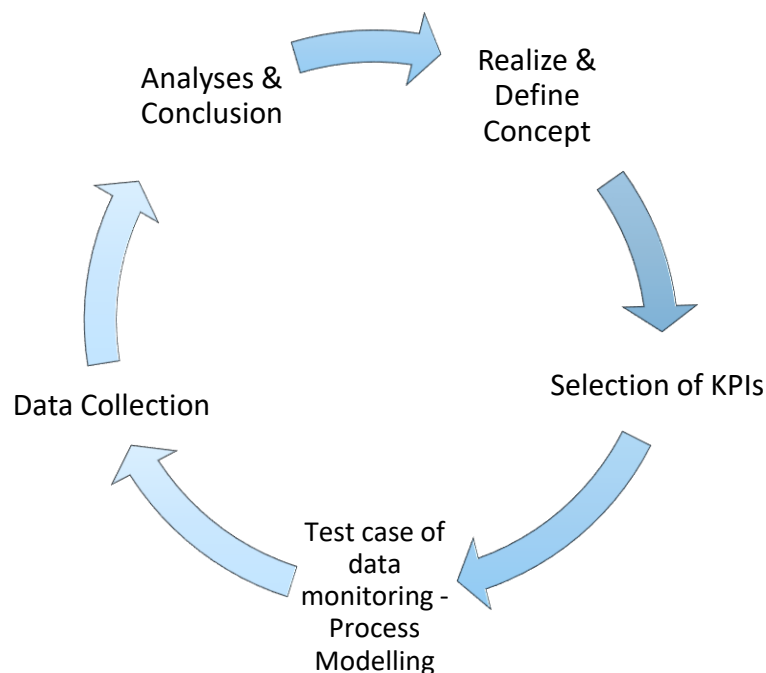 Analyses &
Conclusion
Realize &
Define
Concept
Selection of KPIs
Test case of
data
monitoring -
Process
Modelling
Data Collection